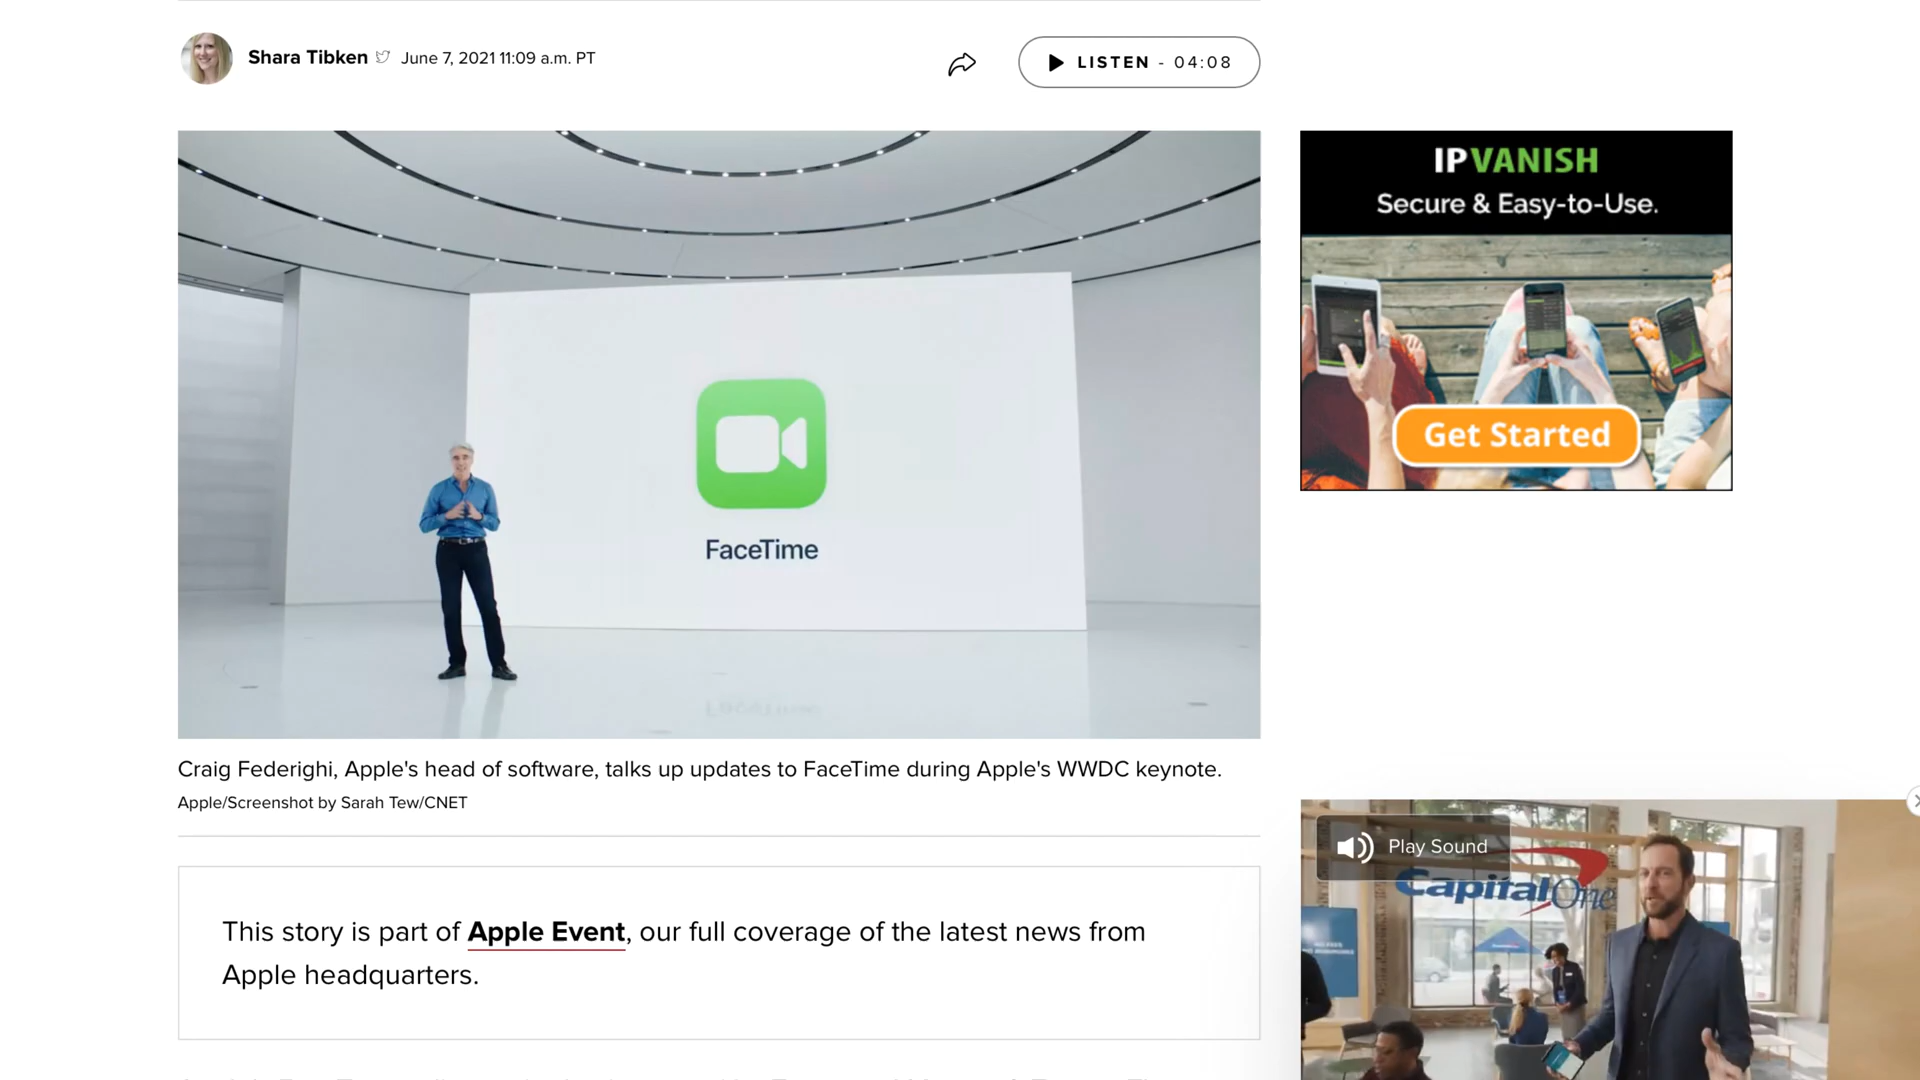 Shara Tibken June 7, 2021 11:09 a.m. PT
LISTEN - 04:08
FaceTime
Craig Federighi, Apple's head of software, talks up updates to FaceTime during Apple's WWDC keynote.
Apple/Screenshot by Sarah Tew/CNET
This story is part of Apple Event, our full coverage of the latest news from
Apple headquarters.
IPVANISH
Secure & Easy-to-Use.
Get Started
Play Sound
Capital One